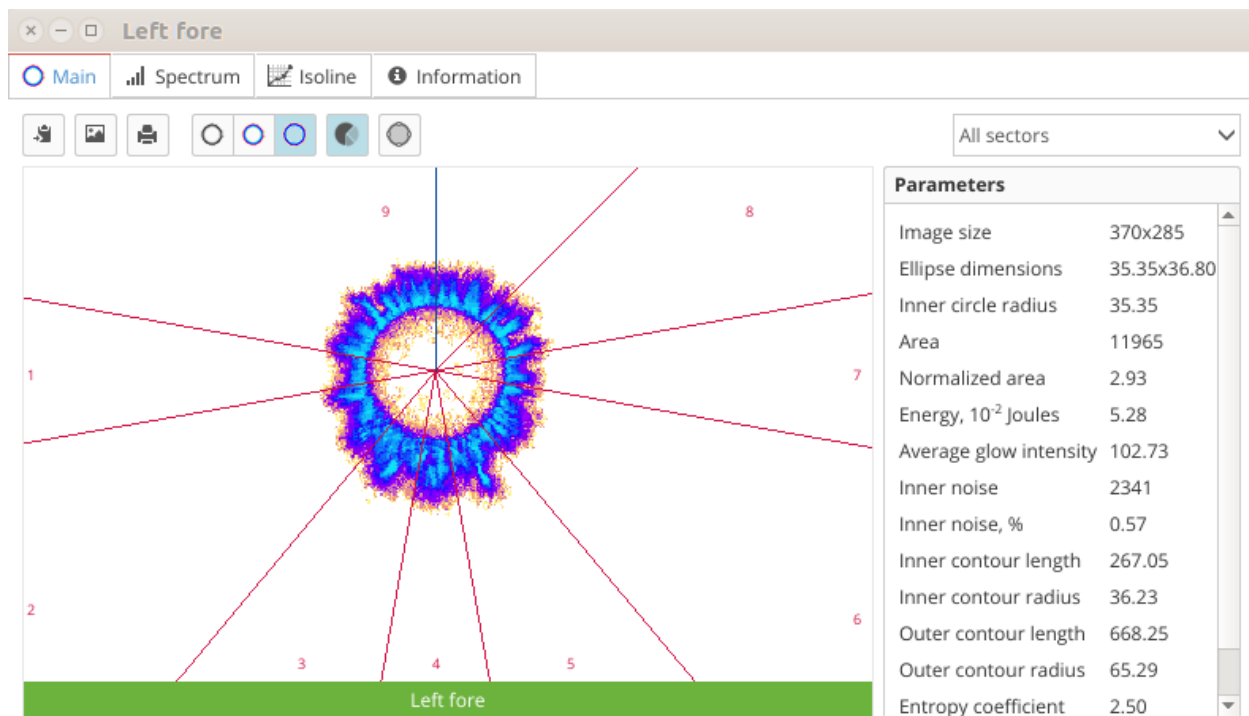 Left fore
Main Spectrum Isoline Information
All sectors
9 8
1 7
2 6
3 4 5
Left fore
Parameters
Image size 370x285
Ellipse dimensions 35.35x36.80
Inner circle radius 35.35
Area 11965
Normalized area 2.93
Energy, 10⁻² Joules 5.28
Average glow intensity 102.73
Inner noise 2341
Inner noise, % 0.57
Inner contour length 267.05
Inner contour radius 36.23
Outer contour length 668.25
Outer contour radius 65.29
Entropy coefficient 2.50